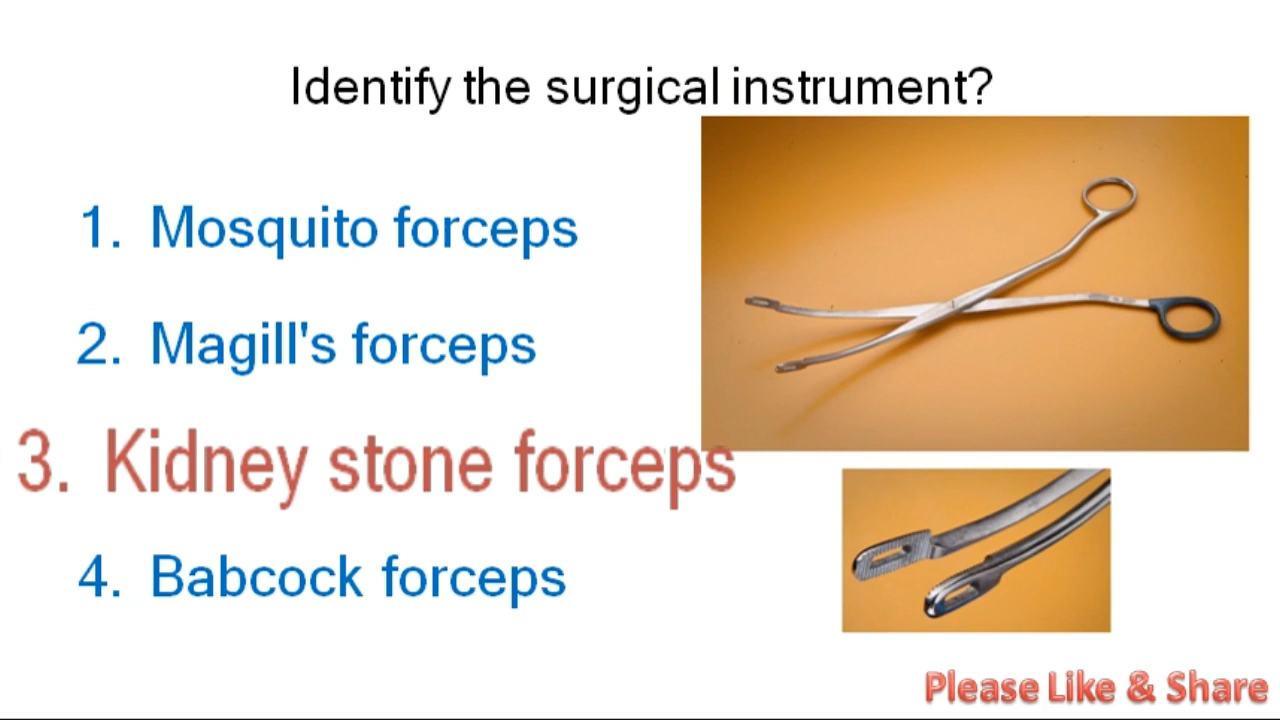 Identify the surgical instrument?
1. Mosquito forceps
2. Magill's forceps
3. Kidney stone forceps
4. Babcock forceps
Please Like & Share